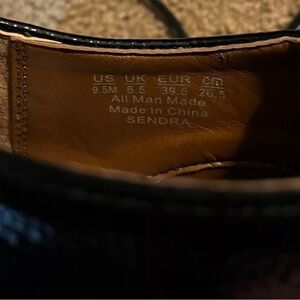 US UK EUR cm
9.5M 6.5 39.5 26.5
All Man Made
Made in China
SENDRA